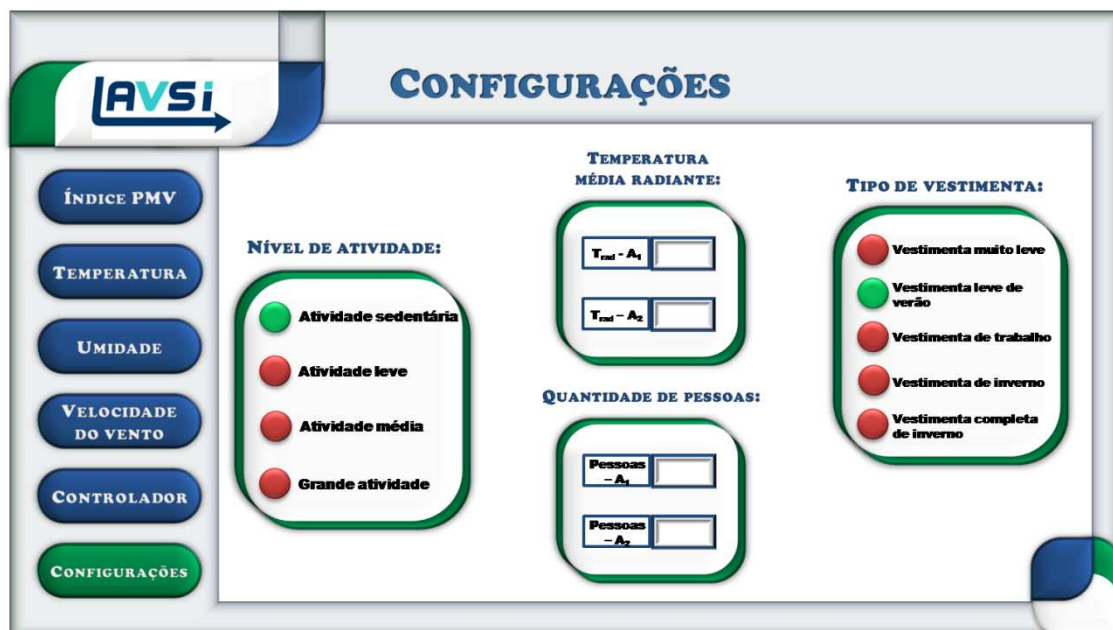 LAVSi
CONFIGURAÇÕES
ÍNDICE PMV
TEMPERATURA
UMIDADE
VELOCIDADE
DO VENTO
CONTROLADOR
CONFIGURAÇÕES
NÍVEL DE ATIVIDADE:
Atividade sedentária
Atividade leve
Atividade média
Grande atividade
TEMPERATURA
MÉDIA RADIANTE:
Trad - A1
Trad – A2
QUANTIDADE DE PESSOAS:
Pessoas
– A1
Pessoas
– A2
TIPO DE VESTIMENTA:
Vestimenta muito leve
Vestimenta leve de
verão
Vestimenta de trabalho
Vestimenta de inverno
Vestimenta completa
de inverno